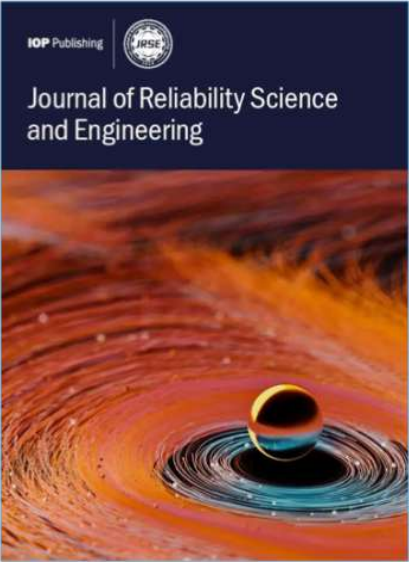 IOP Publishing
JRSE
Journal of Reliability Science
and Engineering